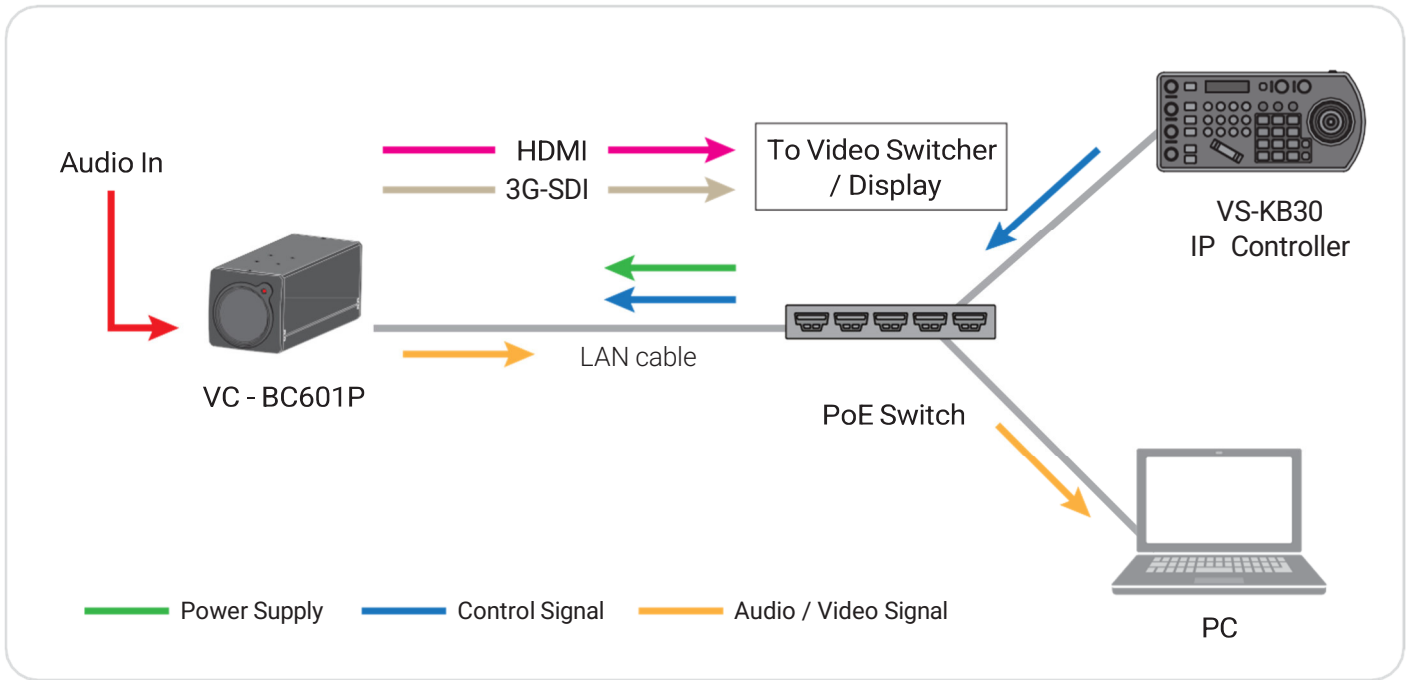 Audio In
HDMI
3G-SDI
To Video Switcher
/ Display
VS-KB30
IP Controller
VC - BC601P
LAN cable
PoE Switch
PC
Power Supply
Control Signal
Audio / Video Signal